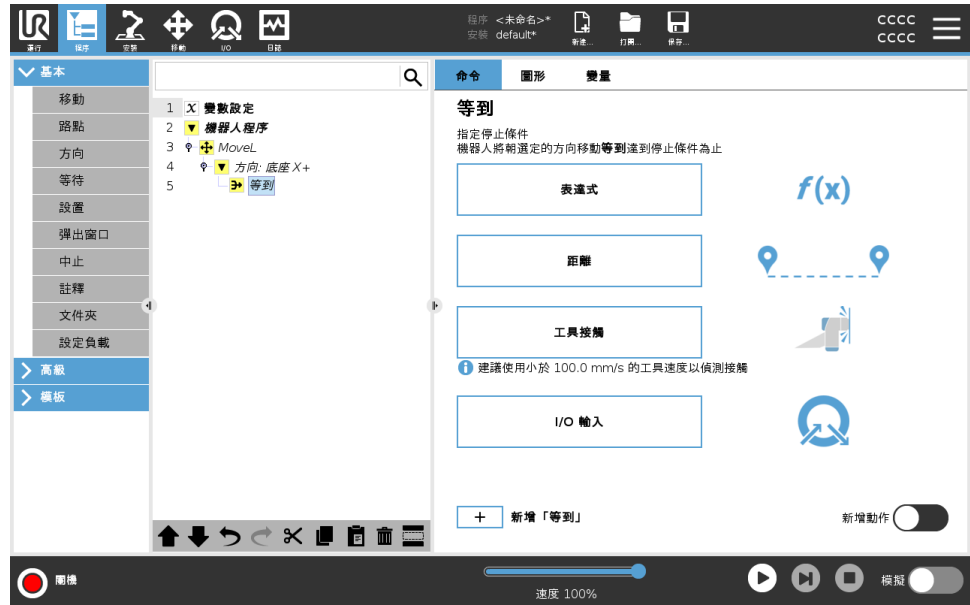 UR
運行
程序
安裝
移動
I/O
日誌
程序 <未命名>*
安裝 default*
新建...
打開...
保存...
CCCC
CCCC
基本
移動
路點
方向
等待
設置
彈出窗口
中止
註釋
文件夾
設定負載
高級
模板
1 X 變數設定
2 機器人程序
3 MoveL
4 方向: 底座 X+
5 等到
命令
圖形
變量
等到
指定停止條件
機器人將朝選定的方向移動等到達到停止條件為止
表達式
f(x)
距離
工具接觸
建議使用小於 100.0 mm/s 的工具速度以偵測接觸
I/O 輸入
+ 新增「等到」
新增動作
關機
速度 100%
模擬